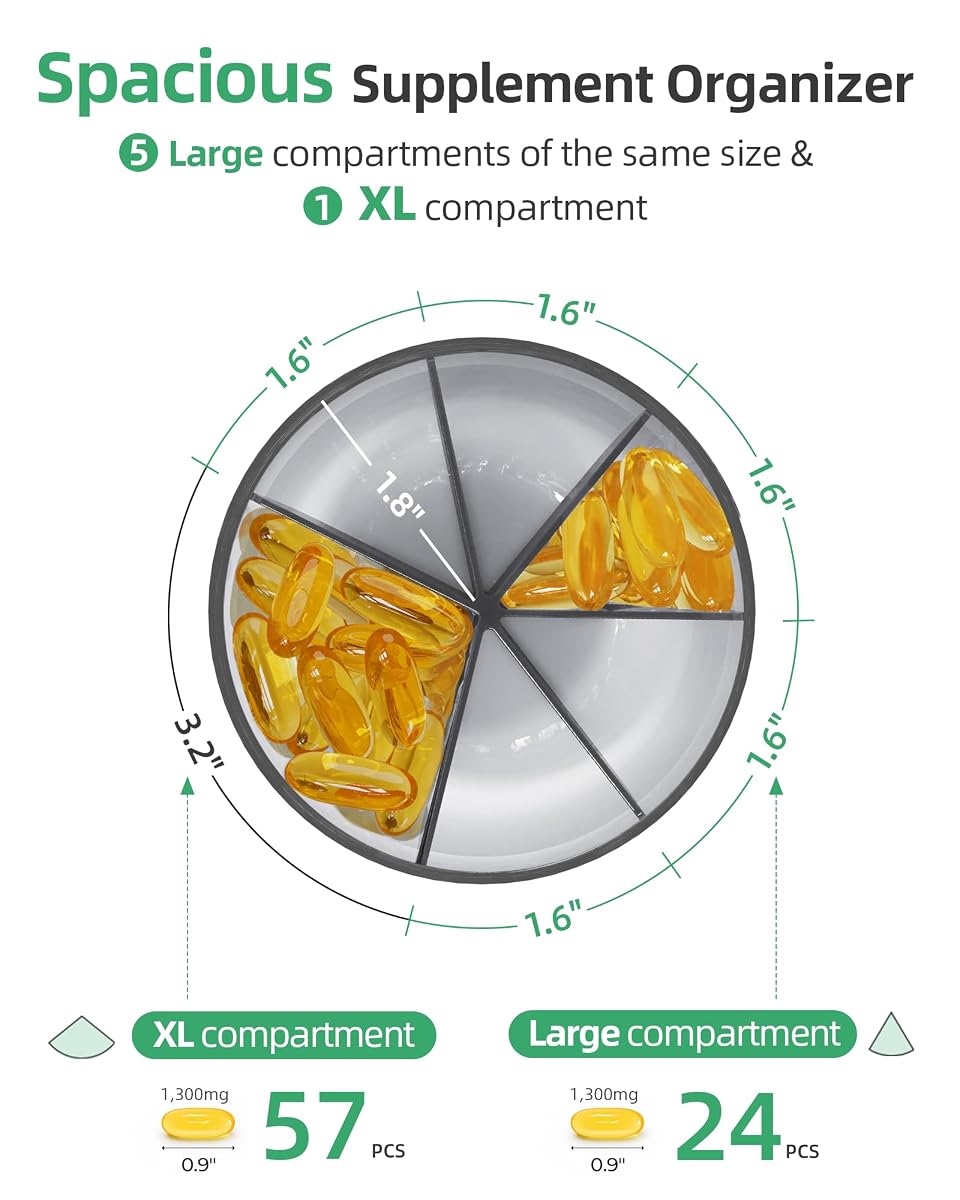 Spacious Supplement Organizer
5 Large compartments of the same size &
1 XL compartment
1.6"
1.6"
1.6"
1.8"
3.2"
1.6"
1.6"
XL compartment
Large compartment
1,300mg
57 PCS
0.9"
1,300mg
24 PCS
0.9"